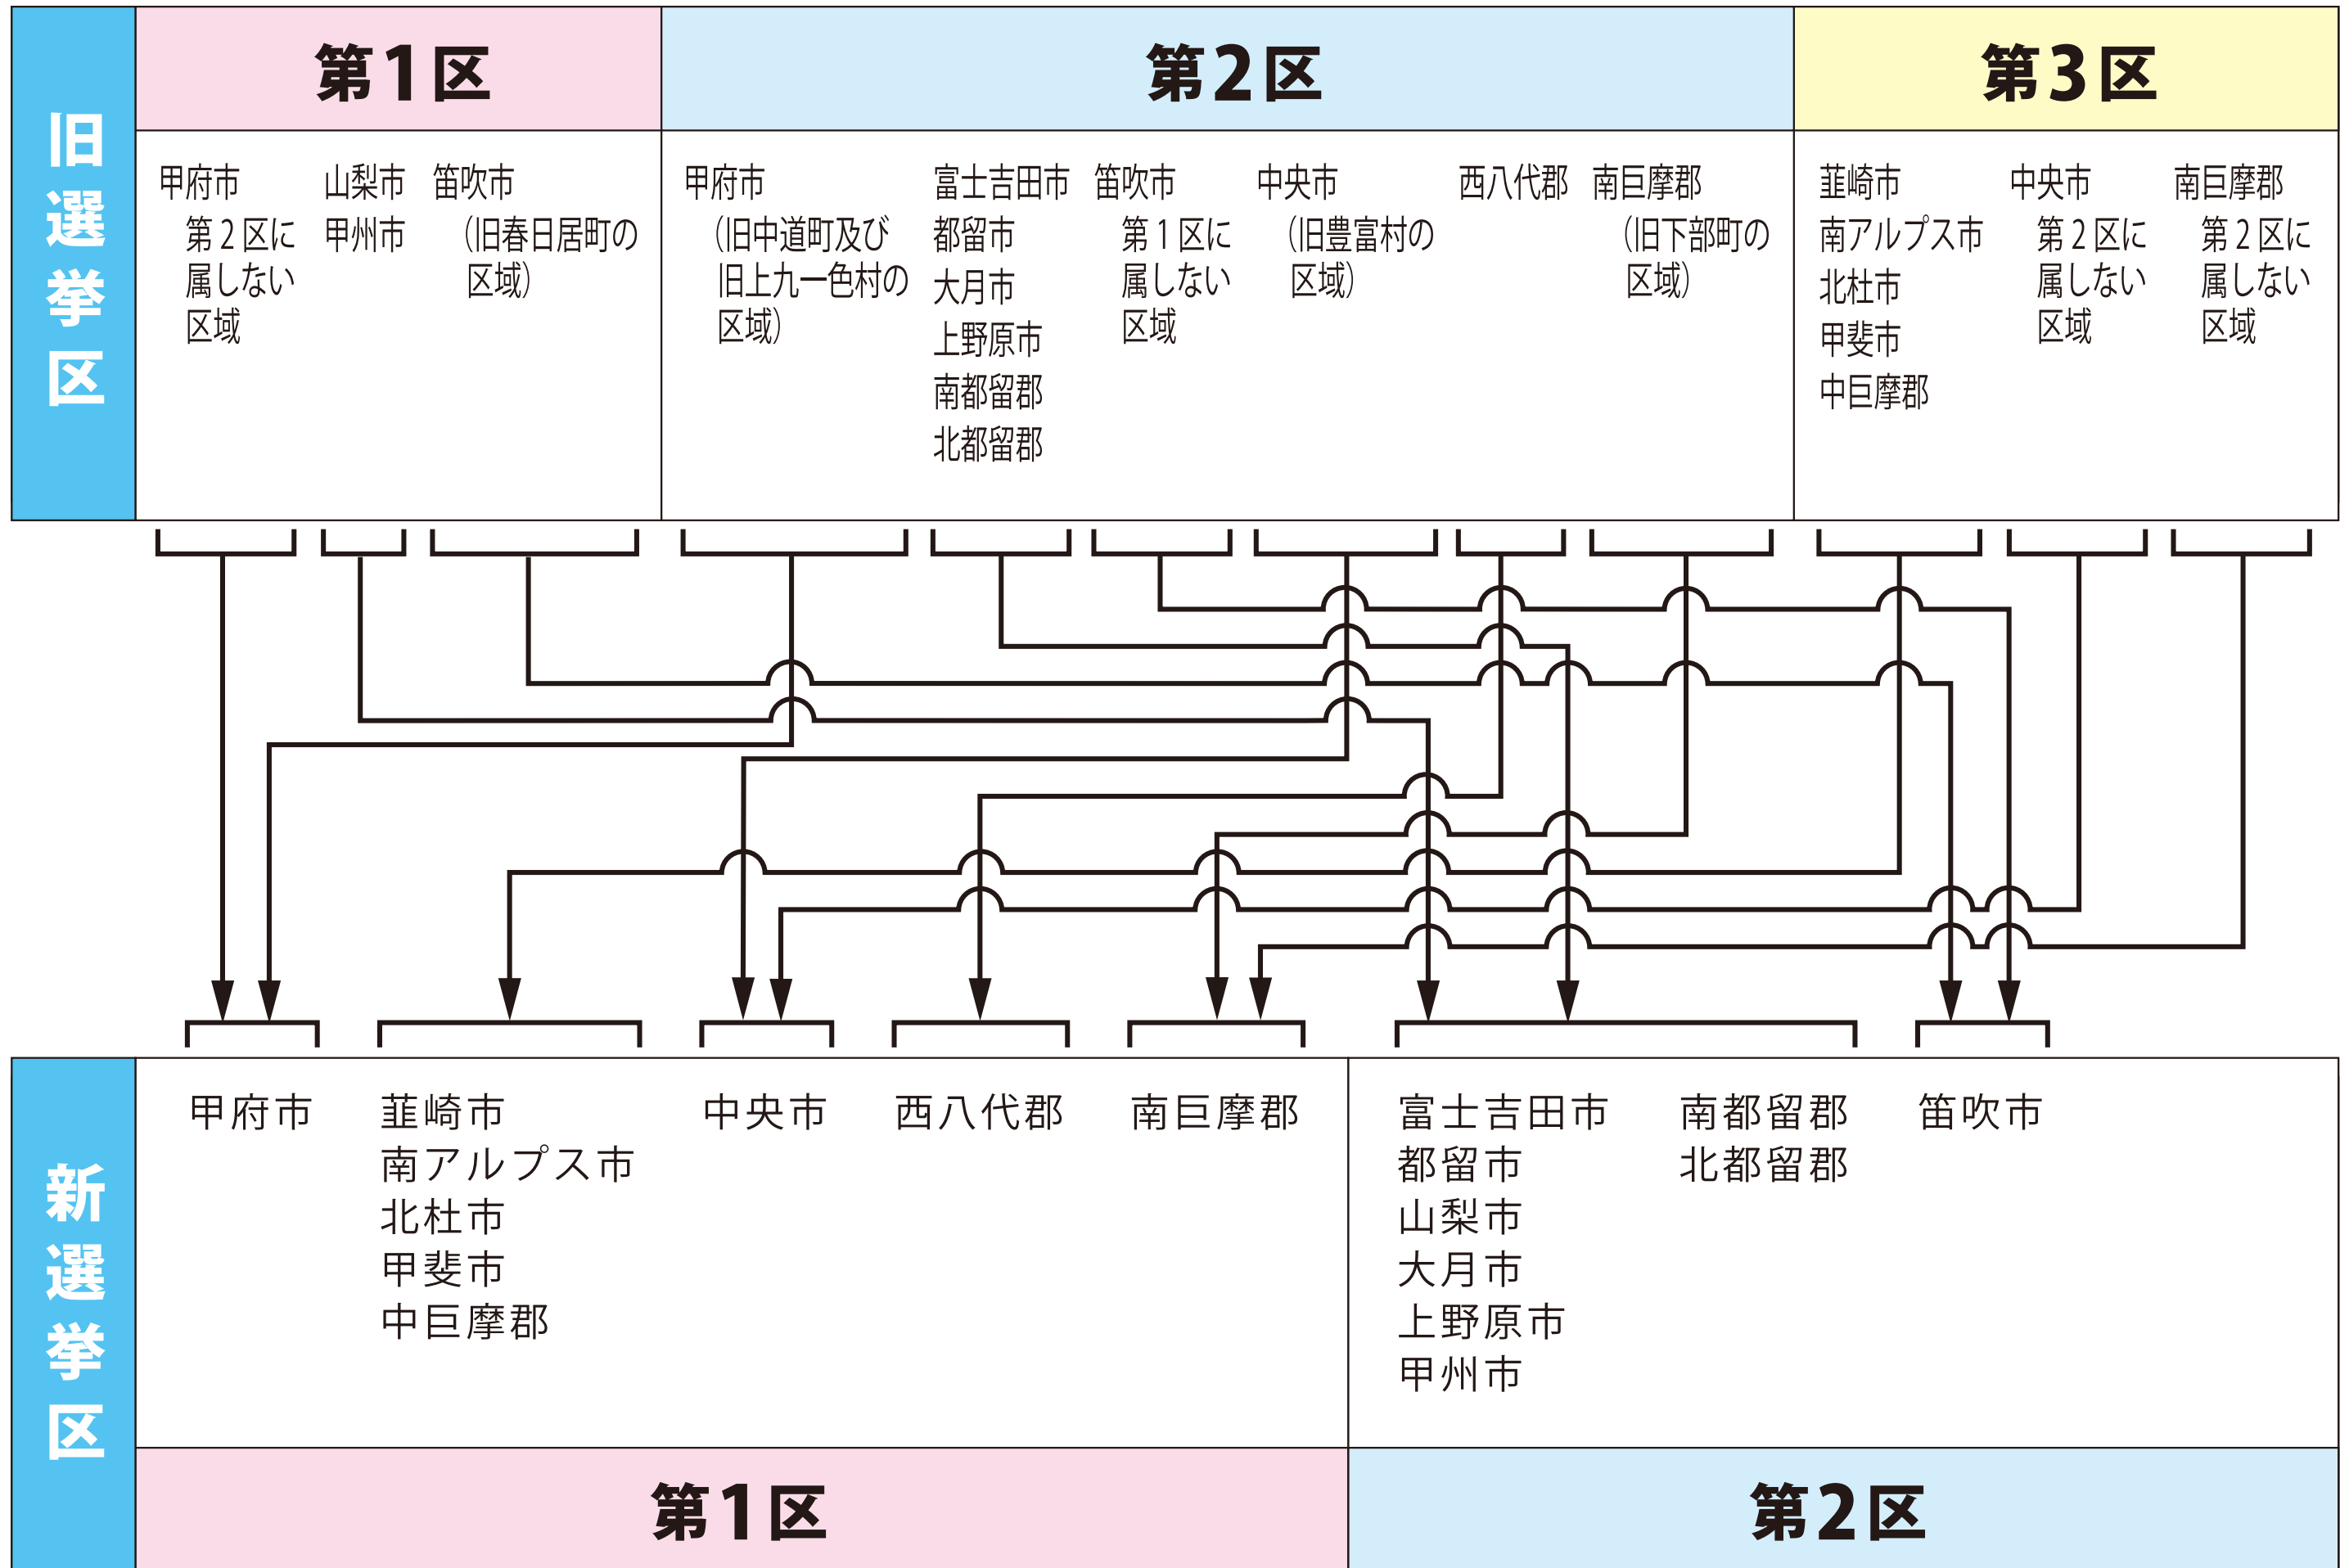 旧選挙区
第1区
第2区
第3区
甲府市
第2区に
属しない
区域
山梨市
甲州市
笛吹市
（旧春日居町の
区域）
甲府市
（旧中道町及び
旧上九一色村の
区域）
富士吉田市
都留市
大月市
上野原市
南都留郡
北都留郡
笛吹市
第1区に
属しない
区域
中央市
（旧豊富村の
区域）
西八代郡
南巨摩郡
（旧下部町の
区域）
韮崎市
南アルプス市
北杜市
甲斐市
中巨摩郡
中央市
第2区に
属しない
区域
南巨摩郡
第2区に
属しない
区域
新選挙区
甲府市
韮崎市
南アルプス市
北杜市
甲斐市
中巨摩郡
中央市
西八代郡
南巨摩郡
富士吉田市
都留市
山梨市
大月市
上野原市
甲州市
南都留郡
北都留郡
笛吹市
第1区
第2区